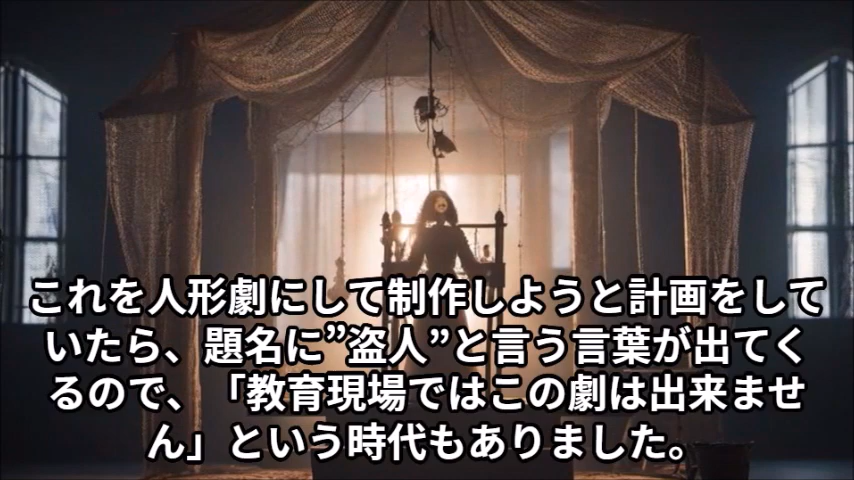 これを人形劇にして制作しようと計画をして
いたら、題名に”盗人”と言う言葉が出てく
るので、「教育現場ではこの劇は出来ませ
ん」という時代もありました。